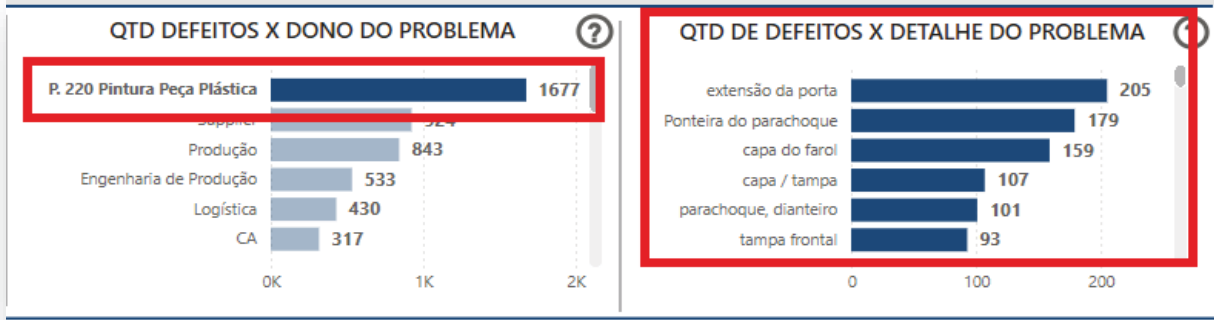 QTD DEFEITOS X DONO DO PROBLEMA ?
P. 220 Pintura Peça Plástica 1677
Supplier 924
Produção 843
Engenharia de Produção 533
Logística 430
CA 317
0K 1K 2K
QTD DE DEFEITOS X DETALHE DO PROBLEMA ?
extensão da porta 205
Ponteira do parachoque 179
capa do farol 159
capa / tampa 107
parachoque, dianteiro 101
tampa frontal 93
0 100 200